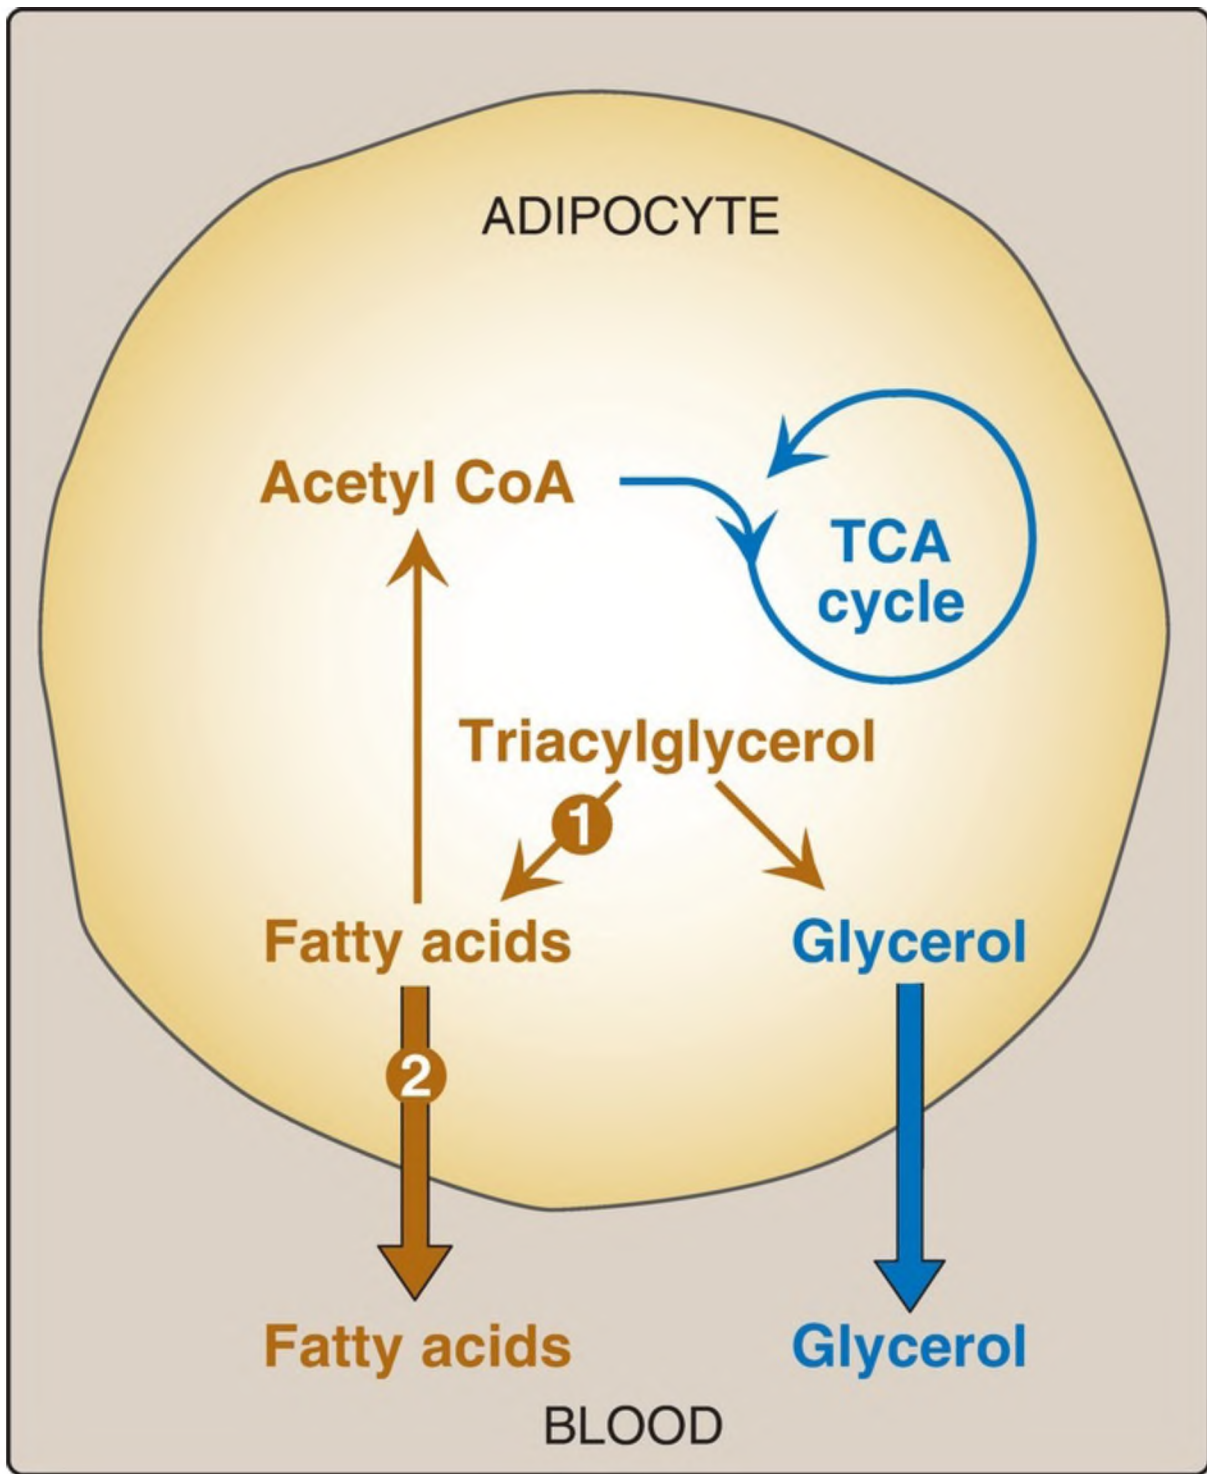 ADIPOCYTE
Acetyl CoA
TCA
cycle
Triacylglycerol
1
Fatty acids
Glycerol
2
Fatty acids
Glycerol
BLOOD